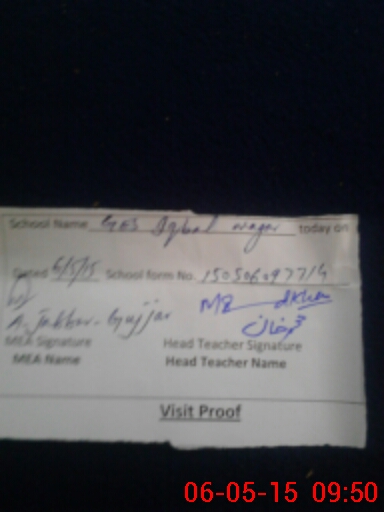 School Name GES Iqbal nagar today on
Dated 6/5/15 School form No. 150506097714
A. Jabbar. Gujjar
MEA Signature Head Teacher Signature
MEA Name Head Teacher Name
Visit Proof
06-05-15 09:50